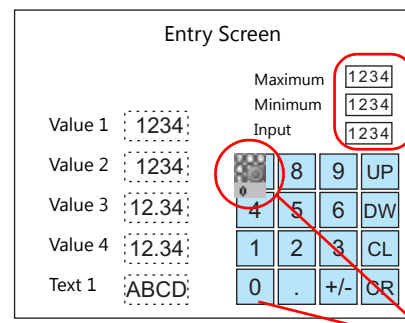 Entry Screen
Maximum 1234
Minimum 1234
Input 1234
Value 1 1234
Value 2 1234 8 9 UP
0
Value 3 12.34 4 5 6 DW
Value 4 12.34 1 2 3 CL
Text 1 ABCD 0 . +/- CR